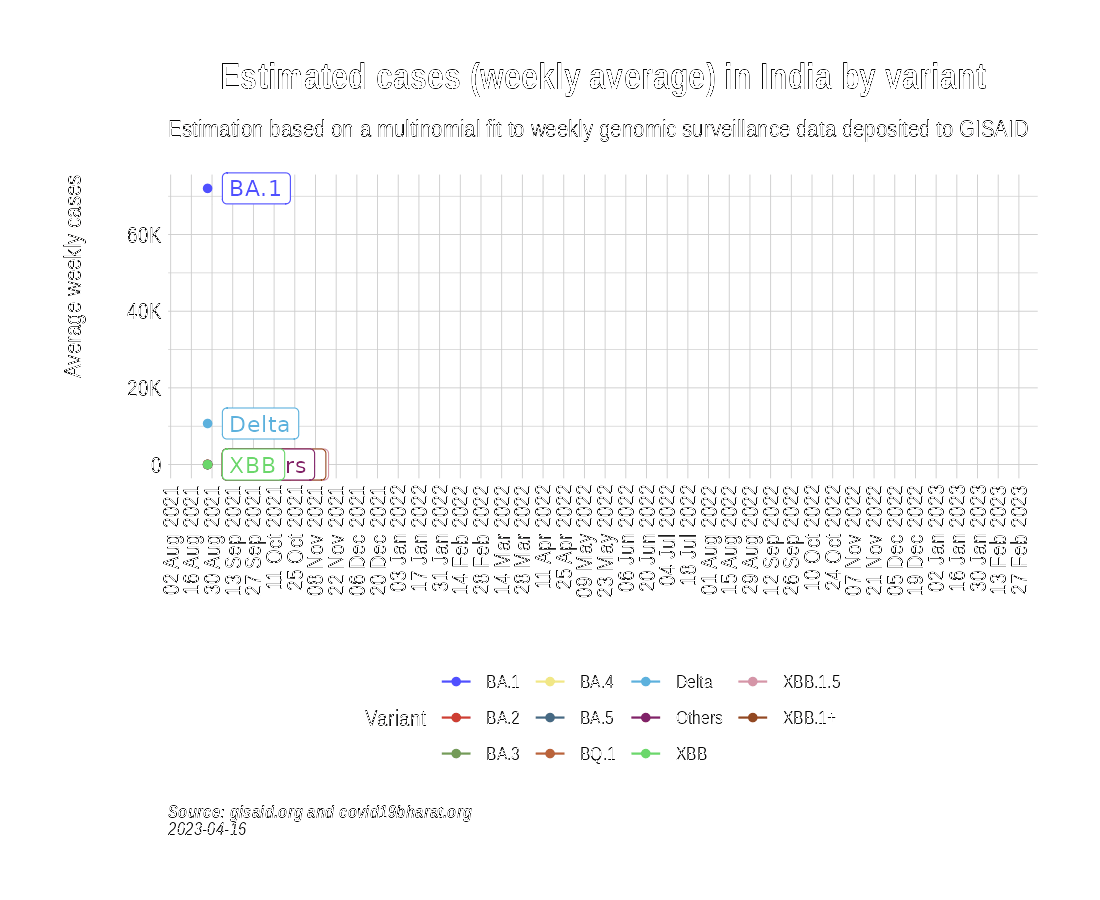 Estimated cases (weekly average) in India by variant
Estimation based on a multinomial fit to weekly genomic surveillance data deposited to GISAID
Average weekly cases
BA.1
60K
40K
20K
Delta
0
XBB
rs
02 Aug 2021
16 Aug 2021
30 Aug 2021
13 Sep 2021
27 Sep 2021
11 Oct 2021
25 Oct 2021
08 Nov 2021
22 Nov 2021
06 Dec 2021
20 Dec 2021
03 Jan 2022
17 Jan 2022
31 Jan 2022
14 Feb 2022
28 Feb 2022
14 Mar 2022
28 Mar 2022
11 Apr 2022
25 Apr 2022
09 May 2022
23 May 2022
06 Jun 2022
20 Jun 2022
04 Jul 2022
18 Jul 2022
01 Aug 2022
15 Aug 2022
29 Aug 2022
12 Sep 2022
26 Sep 2022
10 Oct 2022
24 Oct 2022
07 Nov 2022
21 Nov 2022
05 Dec 2022
19 Dec 2022
02 Jan 2023
16 Jan 2023
30 Jan 2023
13 Feb 2023
27 Feb 2023
BA.1 BA.4 Delta XBB.1.5
Variant BA.2 BA.5 Others XBB.1+
BA.3 BQ.1 XBB
Source: gisaid.org and covid19bharat.org
2023-04-16